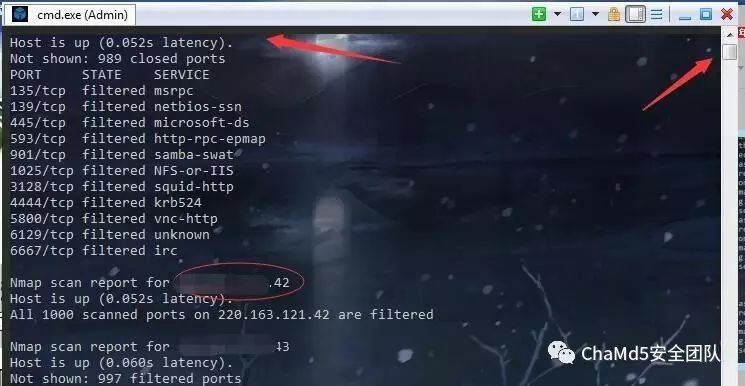 cmd.exe (Admin)
Host is up (0.052s latency).
Not shown: 989 closed ports
PORT STATE SERVICE
135/tcp filtered msrpc
139/tcp filtered netbios-ssn
445/tcp filtered microsoft-ds
593/tcp filtered http-rpc-epmap
901/tcp filtered samba-swat
1025/tcp filtered NFS-or-IIS
3128/tcp filtered squid-http
4444/tcp filtered krb524
5800/tcp filtered vnc-http
6129/tcp filtered unknown
6667/tcp filtered irc
Nmap scan report for .42
Host is up (0.052s latency).
All 1000 scanned ports on 220.163.121.42 are filtered
Nmap scan report for 43
Host is up (0.060s latency).
Not shown: 997 filtered ports
ChaMd5安全团队